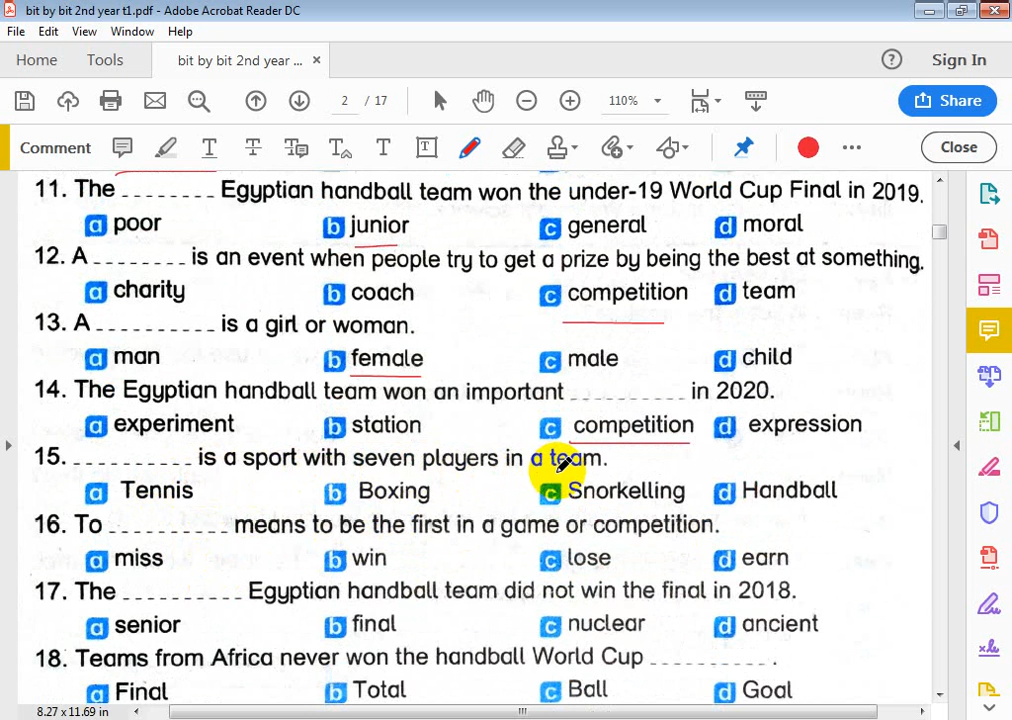 bit by bit 2nd year t1.pdf - Adobe Acrobat Reader DC
File Edit View Window Help
Home Tools bit by bit 2nd year ... × Sign In
2 / 17 110% Share
Comment Close
11. The ________ Egyptian handball team won the under-19 World Cup Final in 2019.
a poor b junior c general d moral
12. A ________ is an event when people try to get a prize by being the best at something.
a charity b coach c competition d team
13. A __________ is a girl or woman.
a man b female c male d child
14. The Egyptian handball team won an important __________ in 2020.
a experiment b station c competition d expression
15. __________ is a sport with seven players in a team.
a Tennis b Boxing c Snorkelling d Handball
16. To __________ means to be the first in a game or competition.
a miss b win c lose d earn
17. The __________ Egyptian handball team did not win the final in 2018.
a senior b final c nuclear d ancient
18. Teams from Africa never won the handball World Cup __________ .
a Final b Total c Ball d Goal
8.27 x 11.69 in